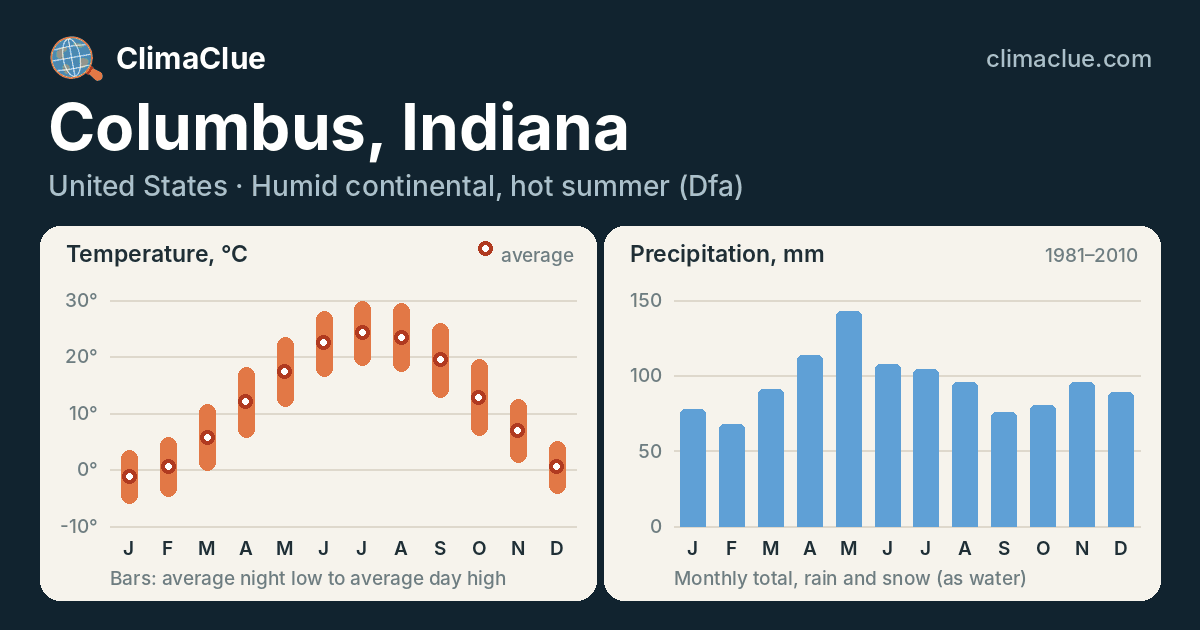 ClimaClue
climaclue.com
Columbus, Indiana
United States · Humid continental, hot summer (Dfa)
Temperature, °C
average
30°
20°
10°
0°
-10°
J F M A M J J A S O N D
Bars: average night low to average day high
Precipitation, mm
1981–2010
150
100
50
0
J F M A M J J A S O N D
Monthly total, rain and snow (as water)